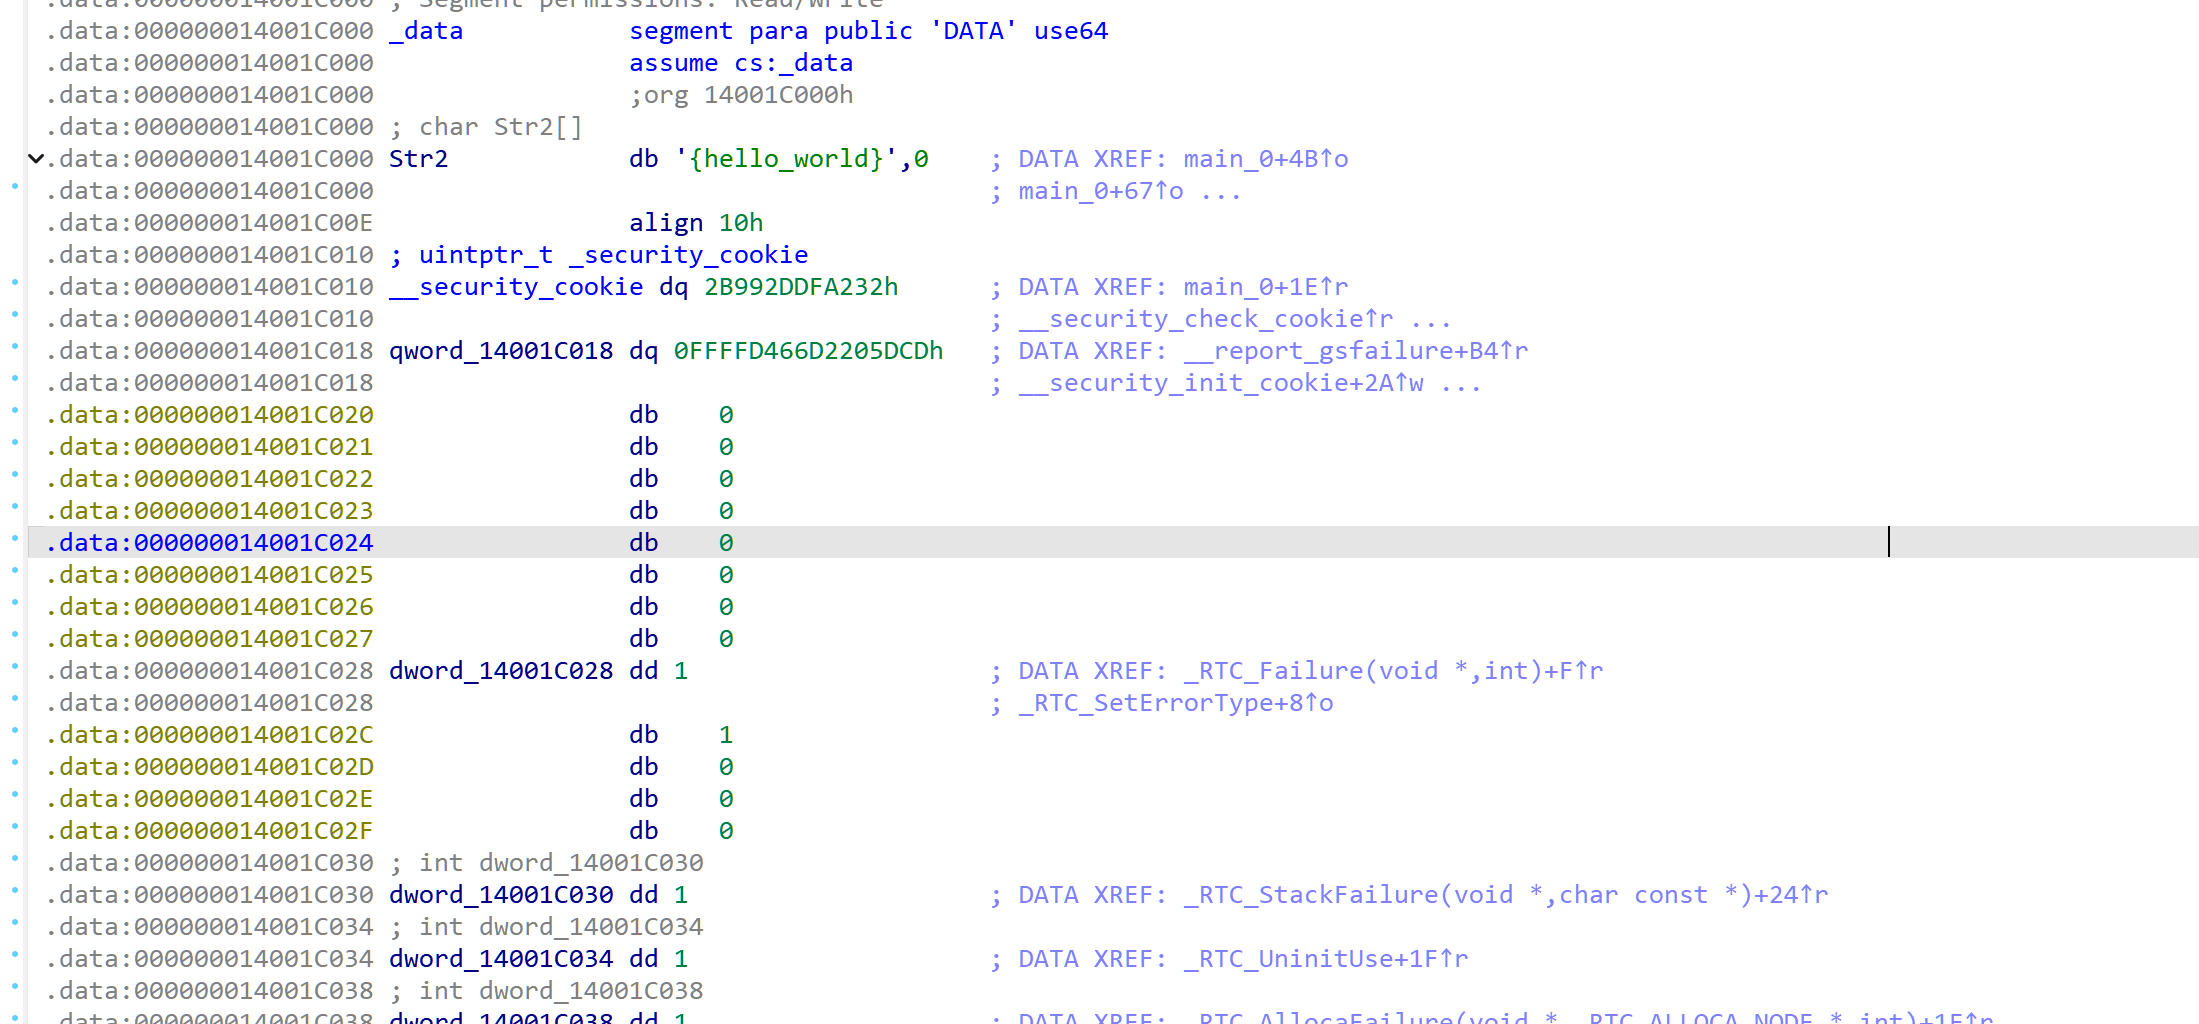 .data:000000014001C000 ; Segment permissions: Read/Write
.data:000000014001C000 _data segment para public 'DATA' use64
.data:000000014001C000 assume cs:_data
.data:000000014001C000 ;org 14001C000h
.data:000000014001C000 ; char Str2[]
.data:000000014001C000 Str2 db '{hello_world}',0 ; DATA XREF: main_0+4B↑o
.data:000000014001C000 ; main_0+67↑o ...
.data:000000014001C00E align 10h
.data:000000014001C010 ; uintptr_t _security_cookie
.data:000000014001C010 __security_cookie dq 2B992DDFA232h ; DATA XREF: main_0+1E↑r
.data:000000014001C010 ; __security_check_cookie↑r ...
.data:000000014001C018 qword_14001C018 dq 0FFFFD466D2205DCDh ; DATA XREF: __report_gsfailure+B4↑r
.data:000000014001C018 ; __security_init_cookie+2A↑w ...
.data:000000014001C020 db 0
.data:000000014001C021 db 0
.data:000000014001C022 db 0
.data:000000014001C023 db 0
.data:000000014001C024 db 0
.data:000000014001C025 db 0
.data:000000014001C026 db 0
.data:000000014001C027 db 0
.data:000000014001C028 dword_14001C028 dd 1 ; DATA XREF: _RTC_Failure(void *,int)+F↑r
.data:000000014001C028 ; _RTC_SetErrorType+8↑o
.data:000000014001C02C db 1
.data:000000014001C02D db 0
.data:000000014001C02E db 0
.data:000000014001C02F db 0
.data:000000014001C030 ; int dword_14001C030
.data:000000014001C030 dword_14001C030 dd 1 ; DATA XREF: _RTC_StackFailure(void *,char const *)+24↑r
.data:000000014001C034 ; int dword_14001C034
.data:000000014001C034 dword_14001C034 dd 1 ; DATA XREF: _RTC_UninitUse+1F↑r
.data:000000014001C038 ; int dword_14001C038
.data:000000014001C038 dword_14001C038 dd 1 ; DATA XREF: _RTC_AllocaFailure(void *,_RTC_ALLOCA_NODE *,int)+1E↑r